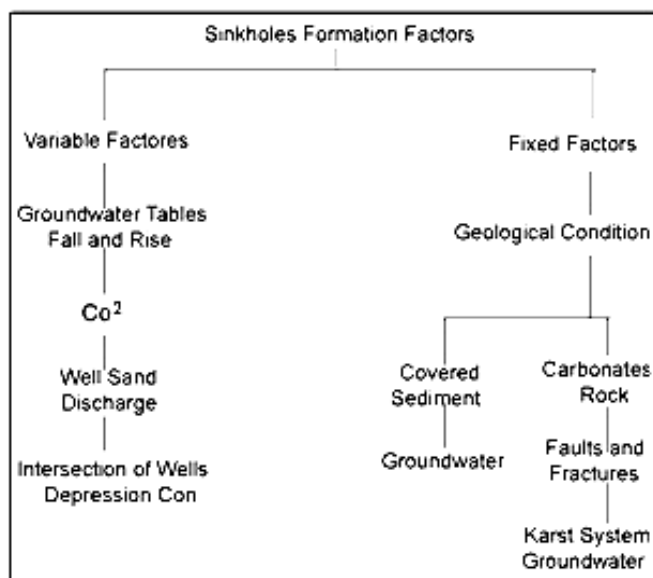 Sinkholes Formation Factors
Variable Factores
Fixed Factors
Groundwater Tables
Fall and Rise
Geological Condition
Co²
Well Sand
Discharge
Covered
Sediment
Carbonates
Rock
Intersection of Wells
Depression Con
Groundwater
Faults and
Fractures
Karst System
Groundwater